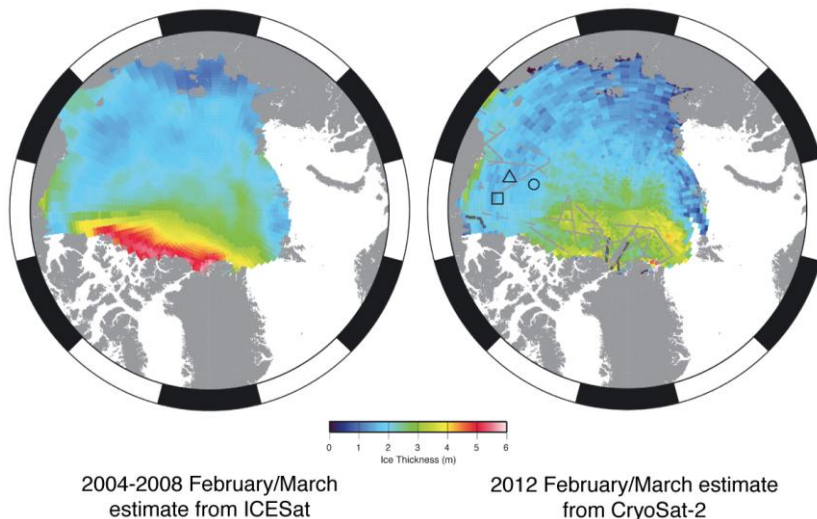 0 1 2 3 4 5 6
Ice Thickness (m)
2004-2008 February/March
estimate from ICESat
2012 February/March estimate
from CryoSat-2